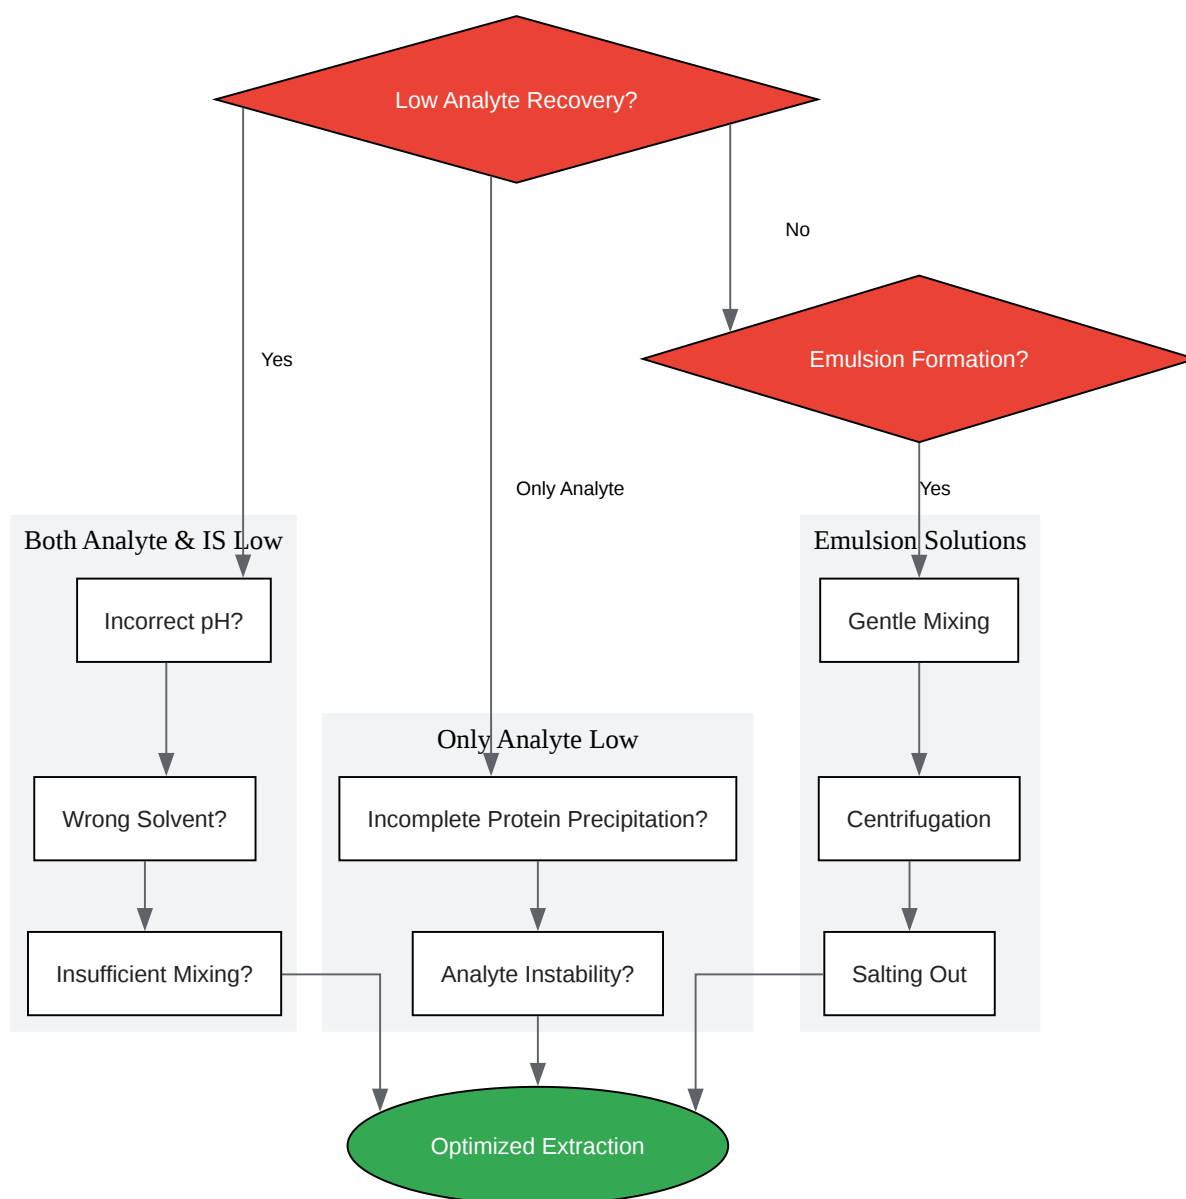 Low Analyte Recovery?
No
Yes
Emulsion Formation?
Only Analyte
Yes
Both Analyte & IS Low
Emulsion Solutions
Incorrect pH?
Gentle Mixing
Only Analyte Low
Wrong Solvent?
Incomplete Protein Precipitation?
Centrifugation
Insufficient Mixing?
Analyte Instability?
Salting Out
Optimized Extraction